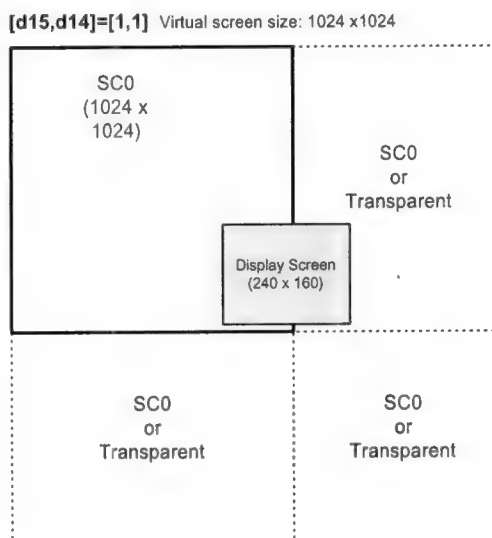 [d15,d14]=[1,1] Virtual screen size: 1024 x1024
SC0
(1024 x
1024)
SC0
or
Transparent
Display Screen
(240 x 160)
SC0
or
Transparent
SC0
or
Transparent